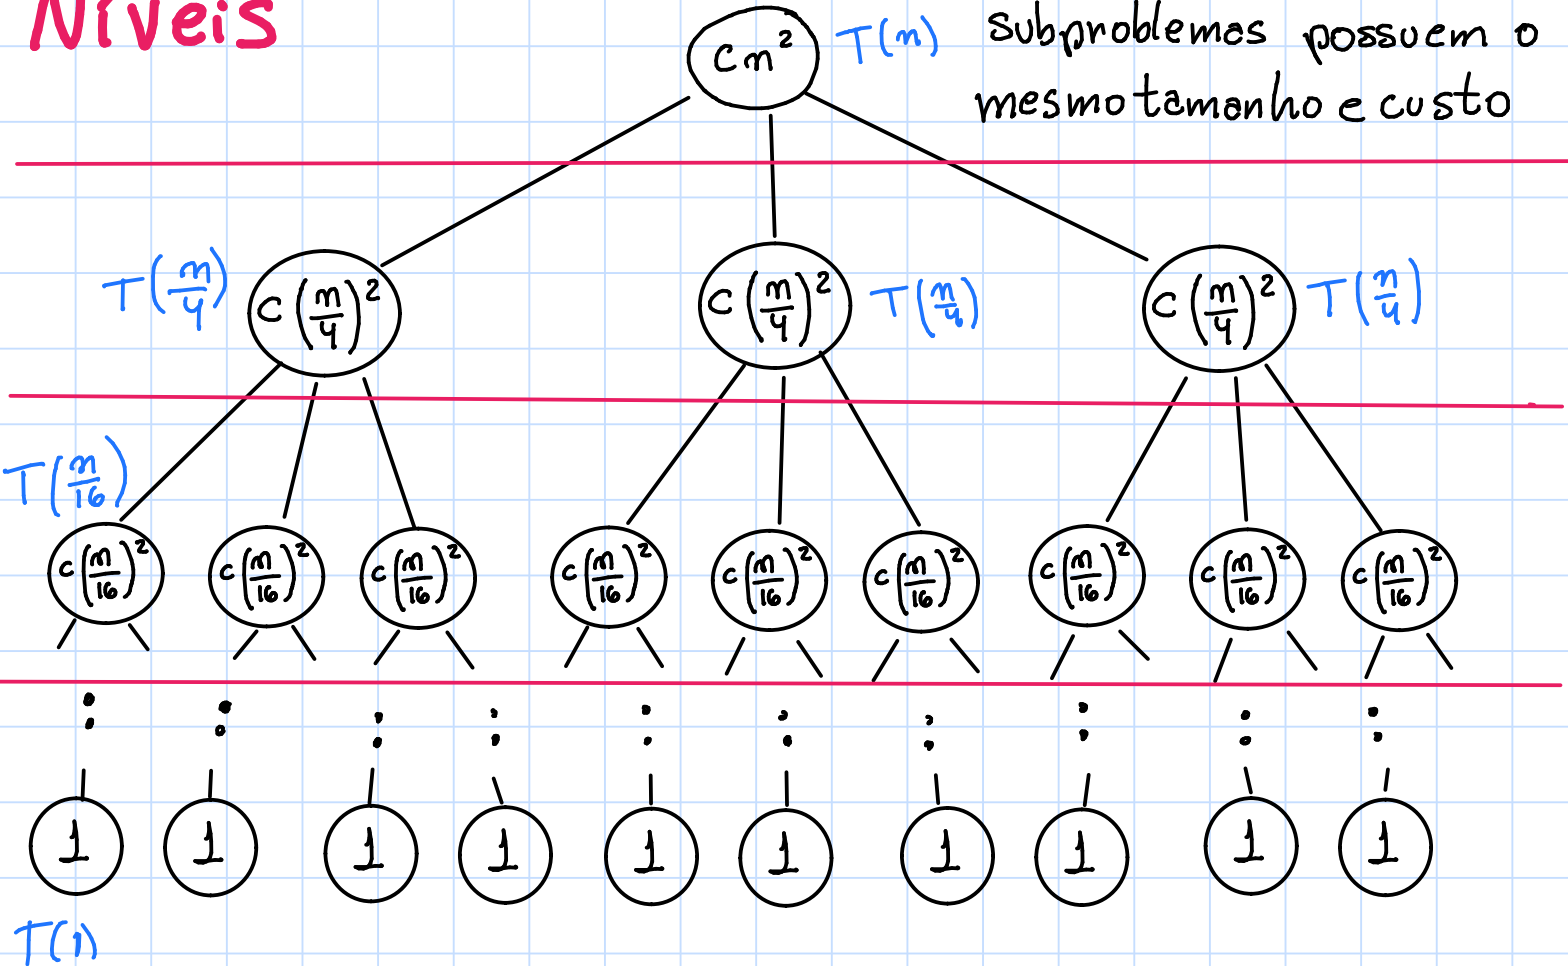 Níveis
cn² T(n) subproblemas possuem o
mesmo tamanho e custo
T(n/4) c(n/4)² c(n/4)² T(n/4) c(n/4)² T(n/4)
T(n/16)
c(n/16)² c(n/16)² c(n/16)² c(n/16)² c(n/16)² c(n/16)² c(n/16)² c(n/16)² c(n/16)²
: : : : : : : : : :
1 1 1 1 1 1 1 1 1 1
T(1)